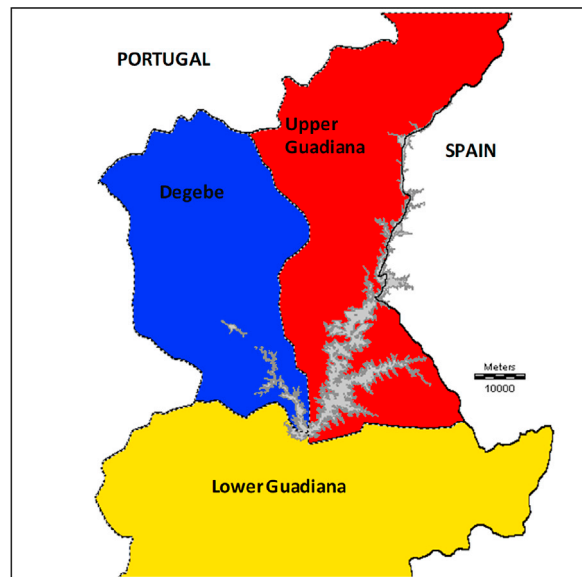 PORTUGAL
Upper
Guadiana
SPAIN
Degebe
Meters
10000
Lower Guadiana